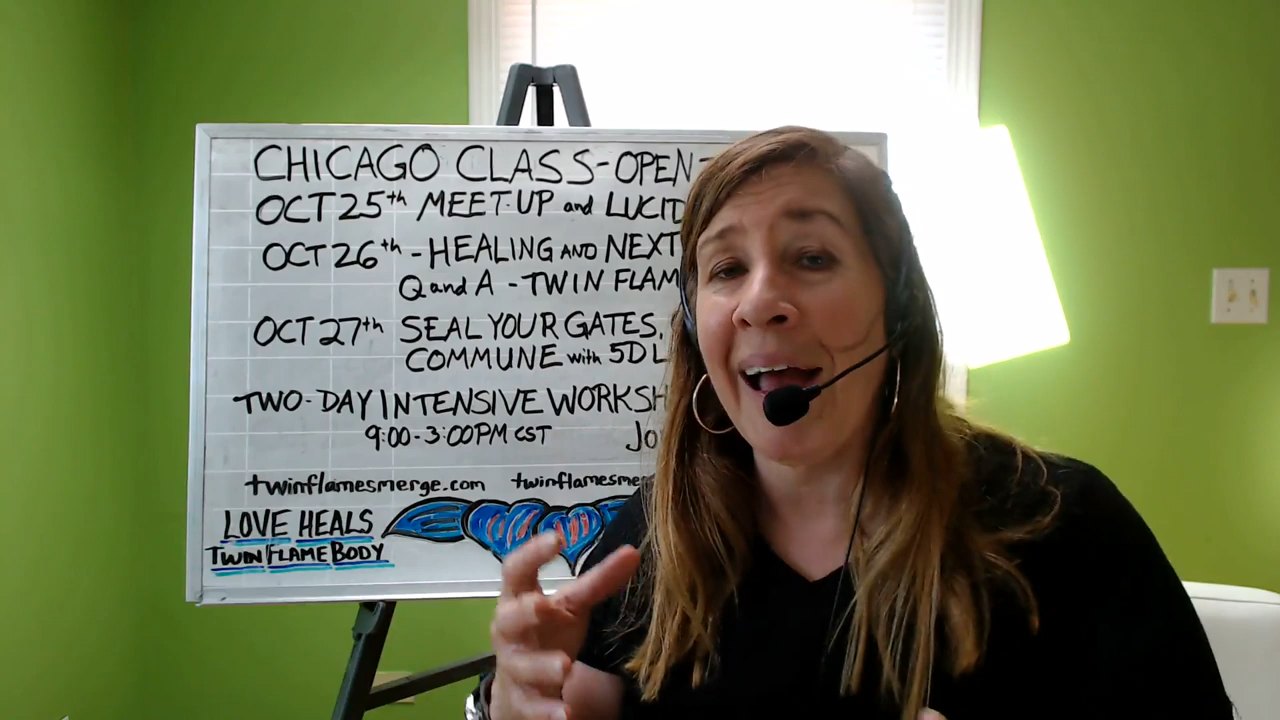 CHICAGO CLASS-OPEN-
OCT 25th MEET-UP and LUCID
OCT 26th - HEALING AND NEXT
Q and A - TWIN FLAM
OCT 27th SEAL YOUR GATES,
COMMUNE with 5D L
TWO-DAY INTENSIVE WORKSH
9:00-3:00PM CST Jo
twinflamesmerge.com twinflamesmer
LOVE HEALS
TWIN FLAME BODY